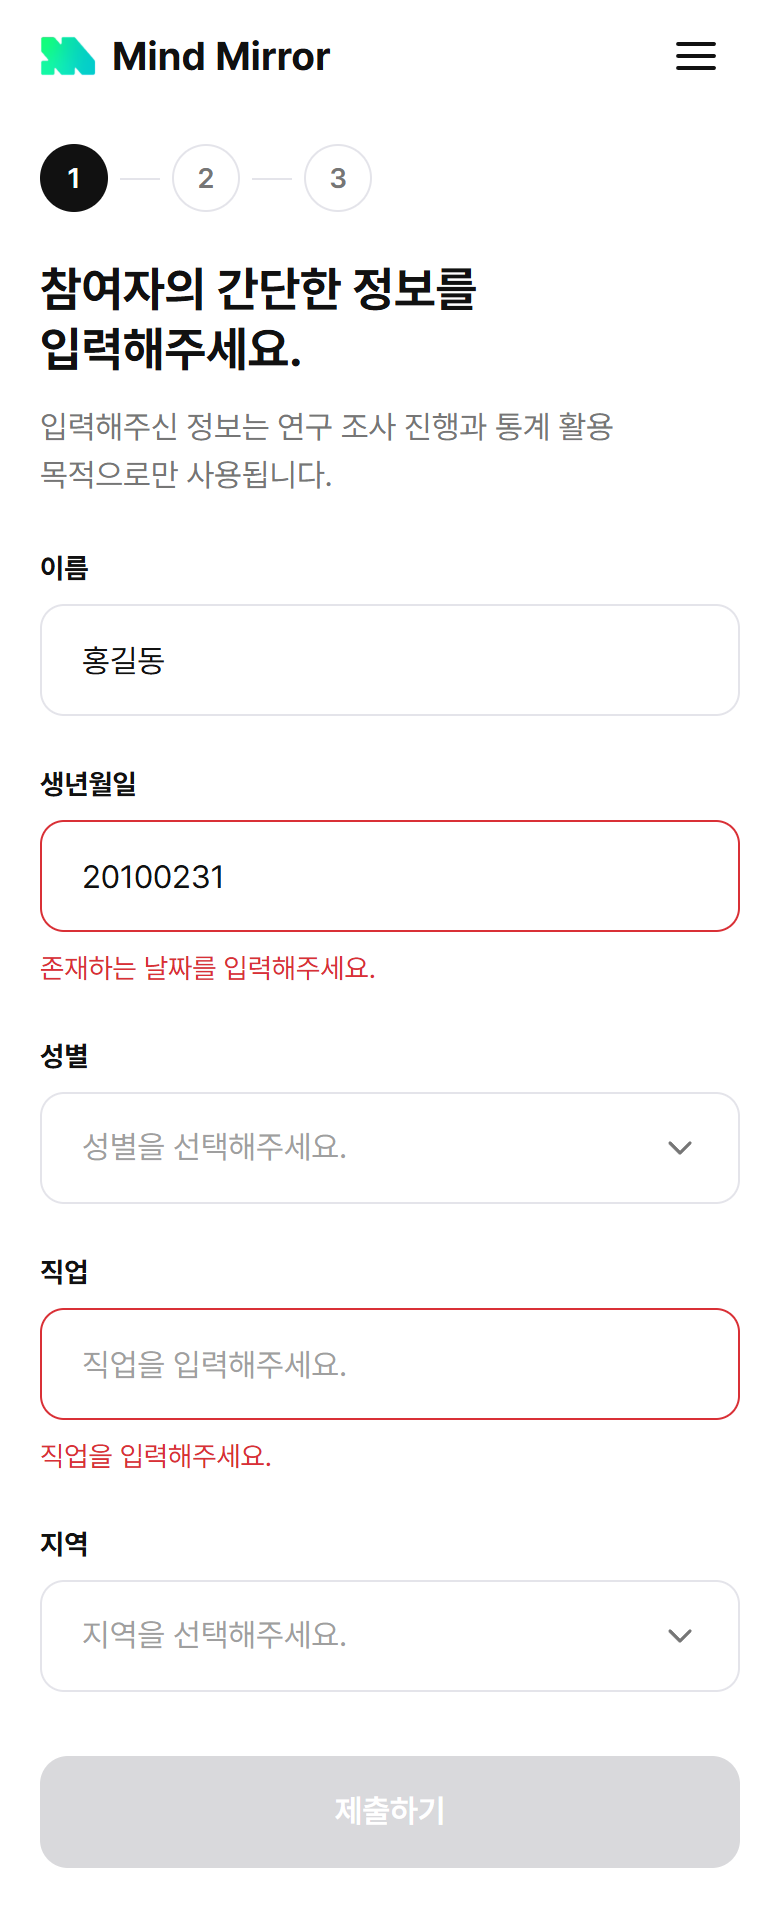 Mind Mirror
1 2 3
참여자의 간단한 정보를
입력해주세요.
입력해주신 정보는 연구 조사 진행과 통계 활용
목적으로만 사용됩니다.
이름
홍길동
생년월일
20100231
존재하는 날짜를 입력해주세요.
성별
성별을 선택해주세요.
직업
직업을 입력해주세요.
직업을 입력해주세요.
지역
지역을 선택해주세요.
제출하기